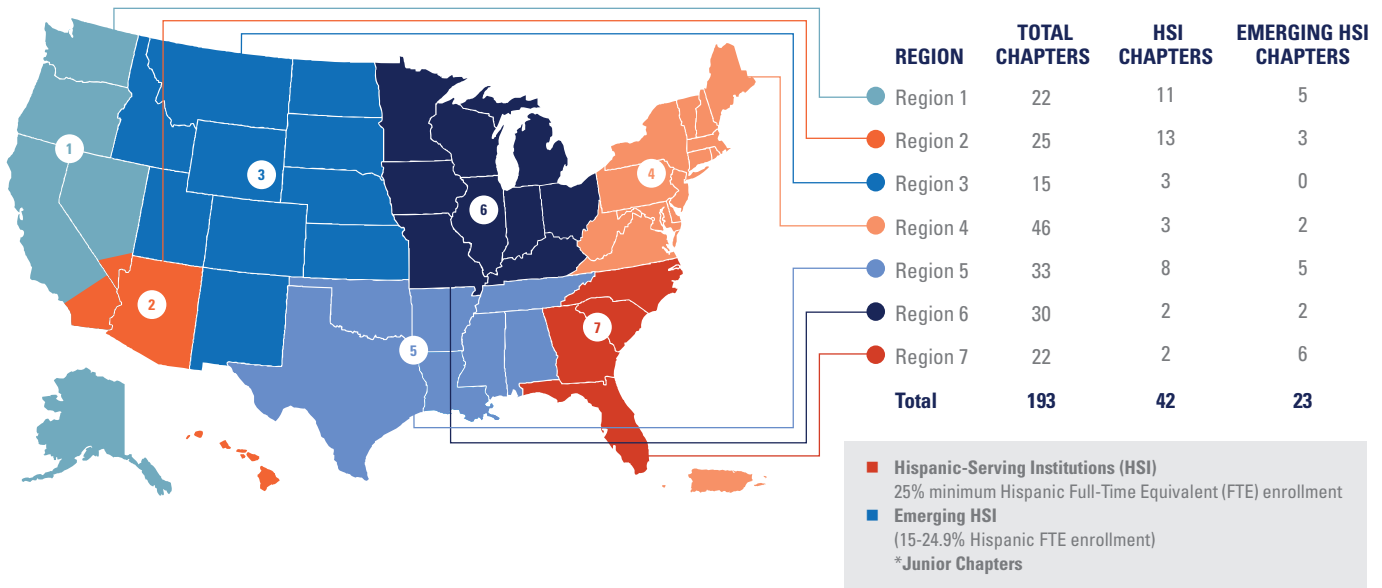 REGION TOTAL CHAPTERS HSI CHAPTERS EMERGING HSI CHAPTERS
Region 1 22 11 5
Region 2 25 13 3
Region 3 15 3 0
Region 4 46 3 2
Region 5 33 8 5
Region 6 30 2 2
Region 7 22 2 6
Total 193 42 23
1
3
4
6
2
7
5
Hispanic-Serving Institutions (HSI)
25% minimum Hispanic Full-Time Equivalent (FTE) enrollment
Emerging HSI
(15-24.9% Hispanic FTE enrollment)
*Junior Chapters